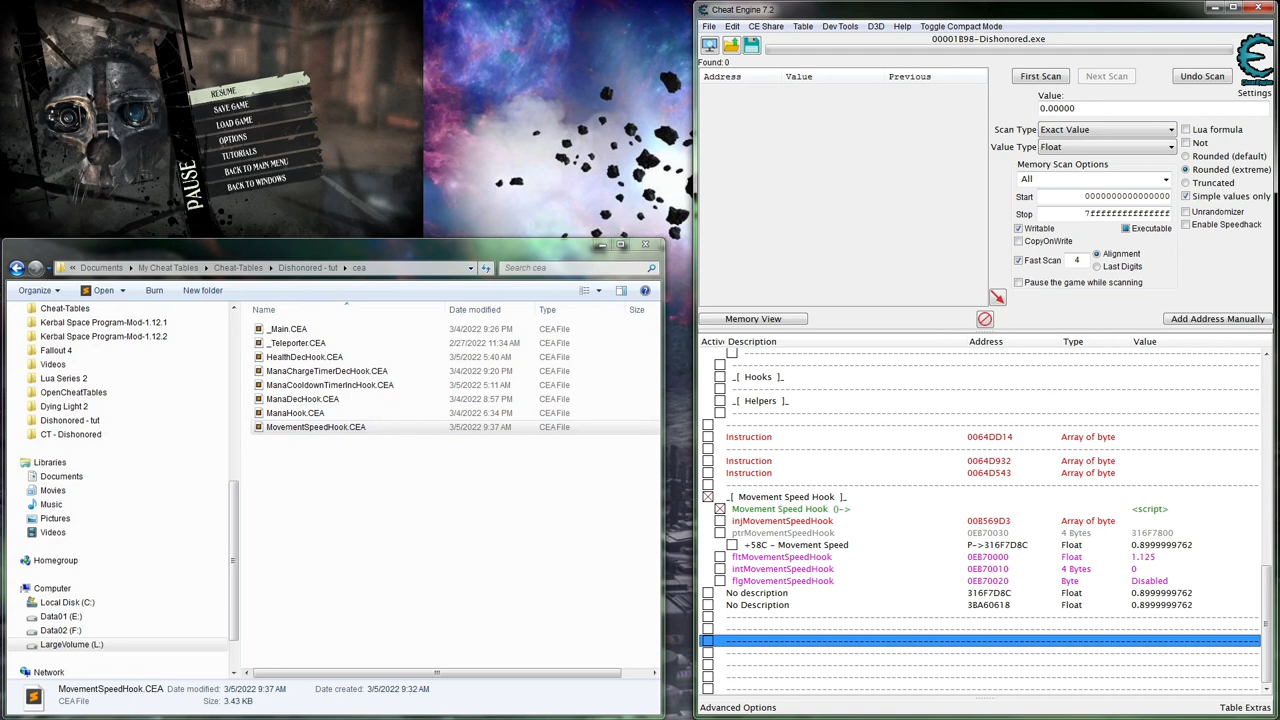 RESUME
SAVE GAME
LOAD GAME
OPTIONS
TUTORIALS
BACK TO MAIN MENU
BACK TO WINDOWS
PAUSE
« Documents ▸ My Cheat Tables ▸ Cheat-Tables ▸ Dishonored - tut ▸ cea
Search cea
Organize Open Burn New folder
Cheat-Tables
Kerbal Space Program-Mod-1.12.1
Kerbal Space Program-Mod-1.12.2
Fallout 4
Videos
Lua Series 2
OpenCheatTables
Dying Light 2
Dishonored - tut
CT - Dishonored
Libraries
Documents
Movies
Music
Pictures
Videos
Homegroup
Computer
Local Disk (C:)
Data01 (E:)
Data02 (F:)
LargeVolume (L:)
Network
Name Date modified Type Size
_Main.CEA 3/4/2022 9:26 PM CEA File
_Teleporter.CEA 2/27/2022 11:34 AM CEA File
HealthDecHook.CEA 3/5/2022 5:40 AM CEA File
ManaChargeTimerDecHook.CEA 3/4/2022 9:20 PM CEA File
ManaCooldownTimerIncHook.CEA 3/5/2022 5:11 AM CEA File
ManaDecHook.CEA 3/4/2022 8:57 PM CEA File
ManaHook.CEA 3/4/2022 6:34 PM CEA File
MovementSpeedHook.CEA 3/5/2022 9:37 AM CEA File
MovementSpeedHook.CEA Date modified: 3/5/2022 9:37 AM Date created: 3/5/2022 9:32 AM
CEA File Size: 3.43 KB
Cheat Engine 7.2
File Edit CE Share Table Dev Tools D3D Help Toggle Compact Mode
00001B98-Dishonored.exe
Found: 0
Address Value Previous
First Scan Next Scan Undo Scan
Settings
Value:
0.00000
Scan Type Exact Value
Value Type Float
Lua formula
Not
Rounded (default)
Rounded (extreme)
Truncated
Simple values only
Unrandomizer
Enable Speedhack
Memory Scan Options
All
Start 0000000000000000
Stop 7fffffffffffffff
Writable Executable
CopyOnWrite
Fast Scan 4 Alignment
Last Digits
Pause the game while scanning
Memory View Add Address Manually
Active Description Address Type Value
_[ Hooks ]_
_[ Helpers ]_
Instruction 0064DD14 Array of byte
Instruction 0064D932 Array of byte
Instruction 0064D543 Array of byte
_[ Movement Speed Hook ]_
Movement Speed Hook ()-> <script>
injMovementSpeedHook 00B569D3 Array of byte
ptrMovementSpeedHook 0EB70030 4 Bytes 316F7800
+58C - Movement Speed P->316F7D8C Float 0.8999999762
fltMovementSpeedHook 0EB70000 Float 1.125
intMovementSpeedHook 0EB70010 4 Bytes 0
flgMovementSpeedHook 0EB70020 Byte Disabled
No description 316F7D8C Float 0.8999999762
No Description 3BA60618 Float 0.8999999762
Advanced Options Table Extras